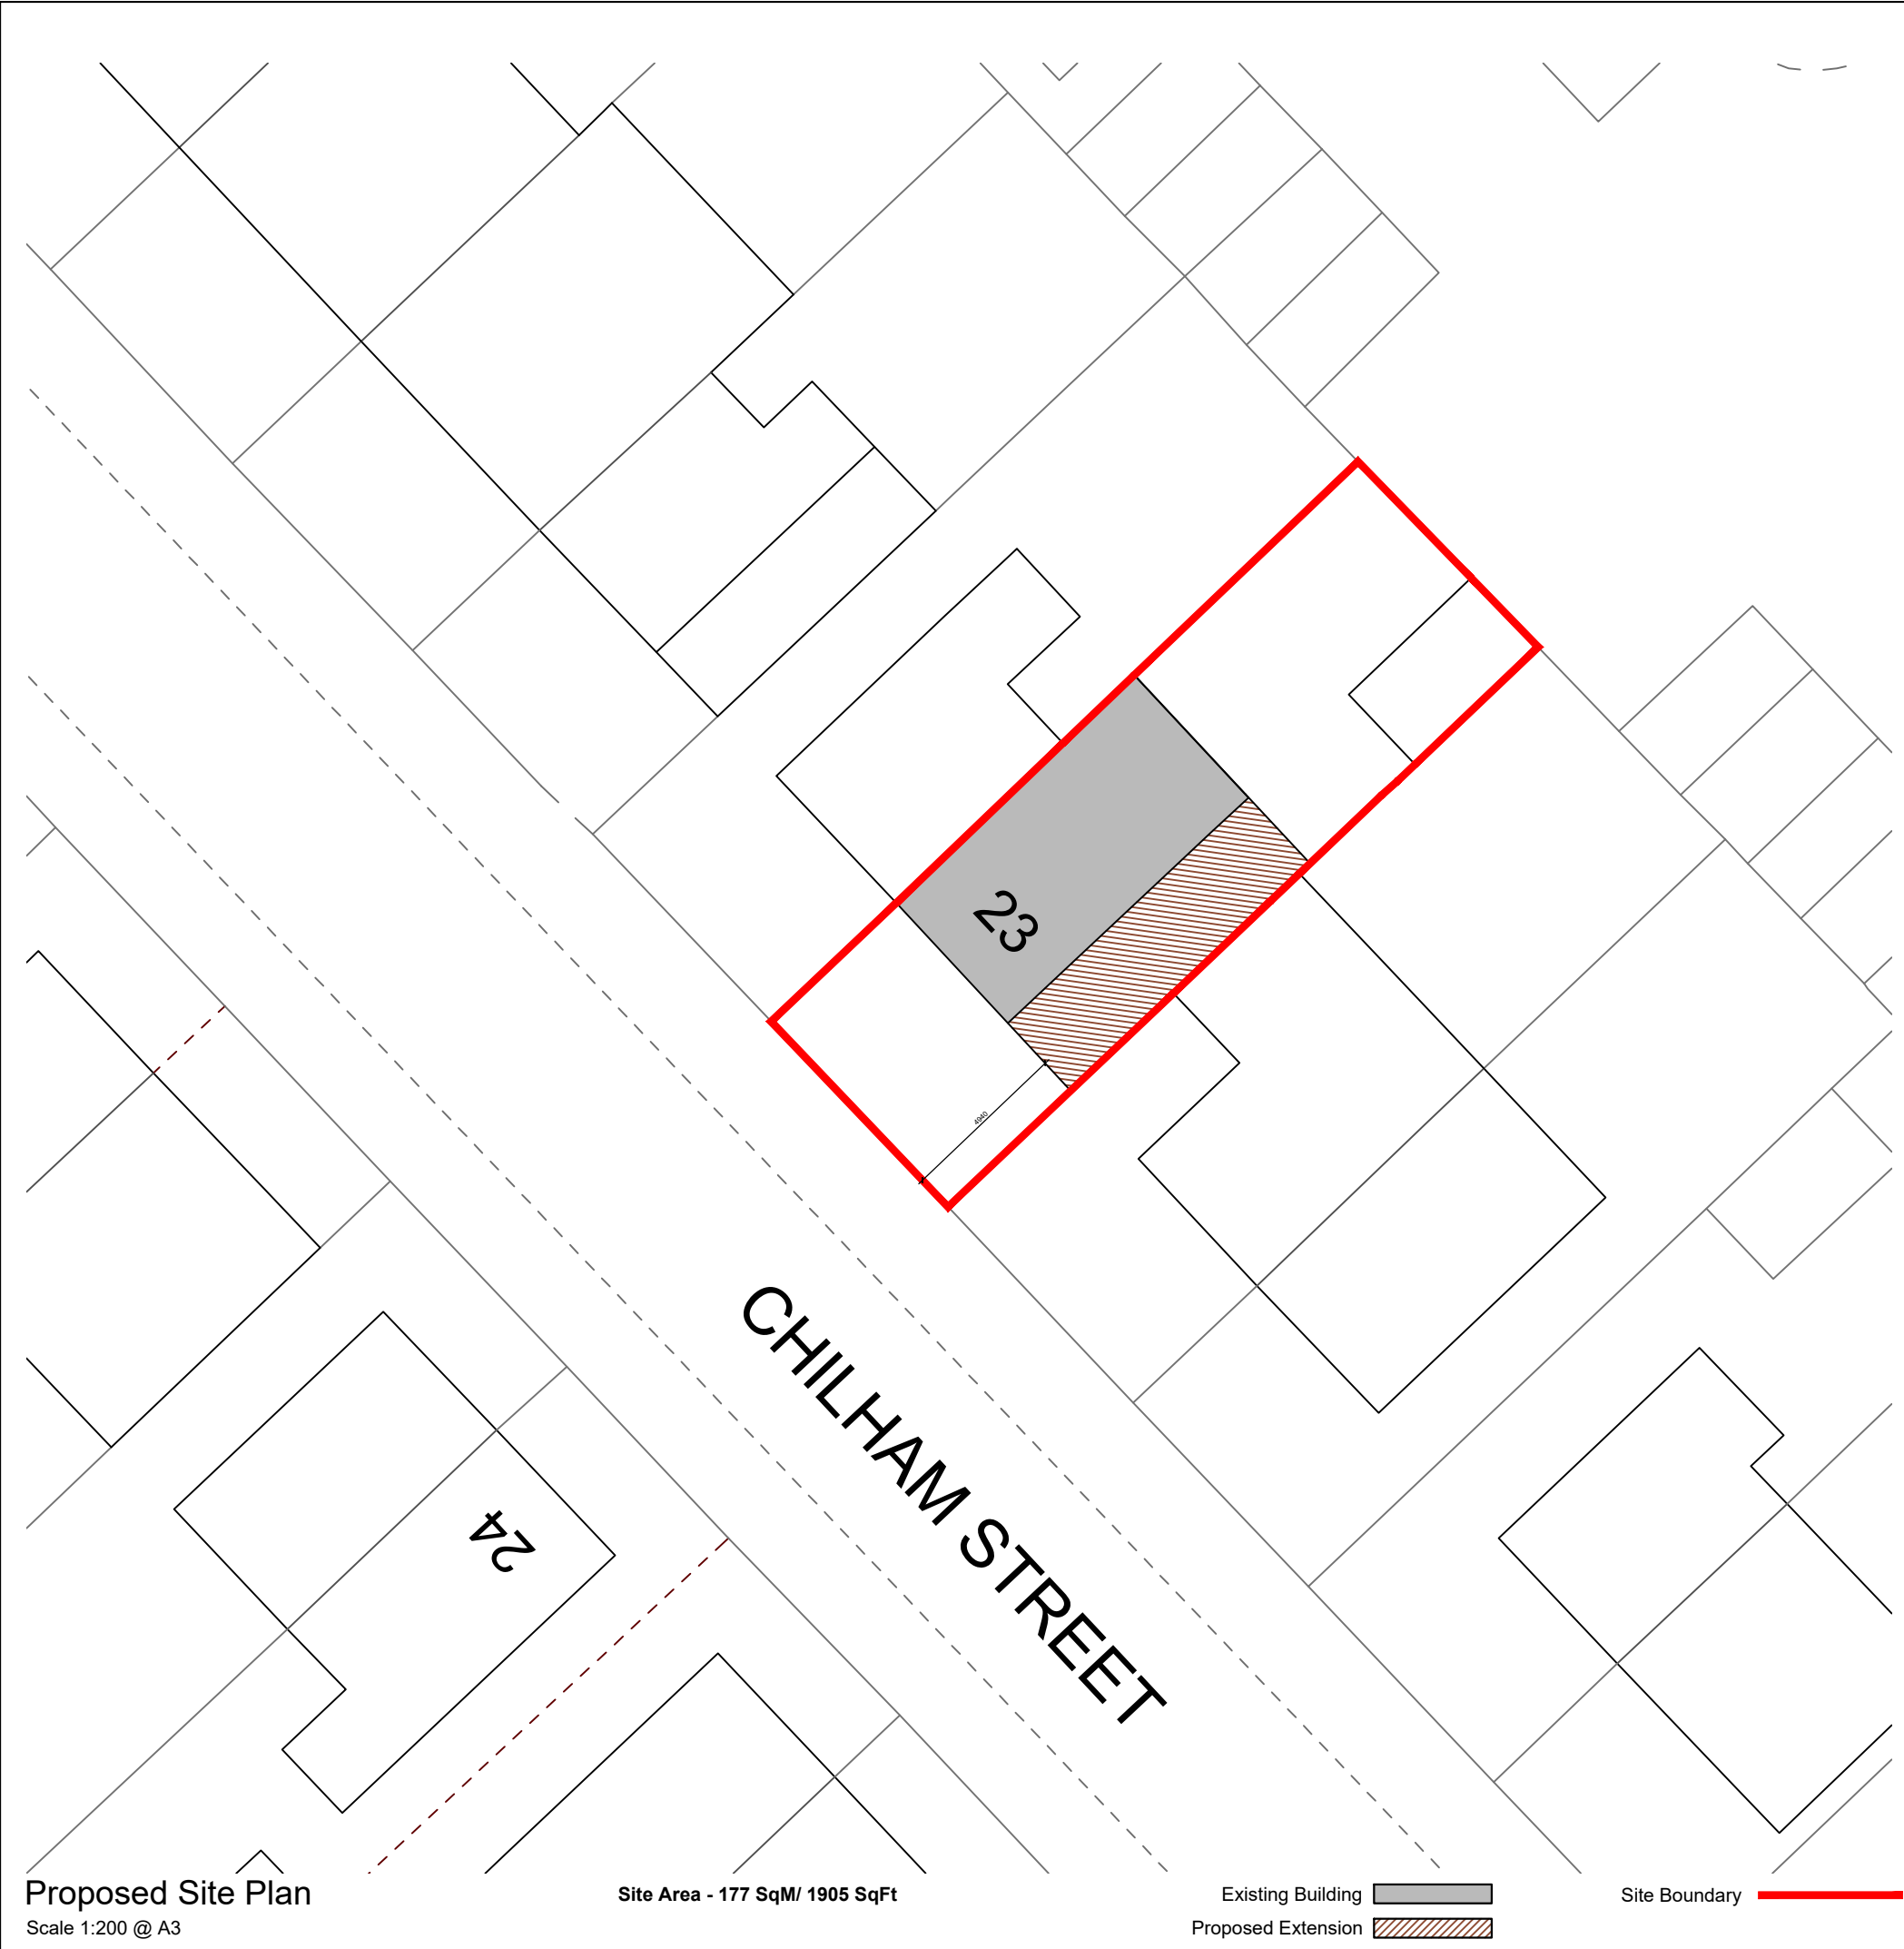 23
4940
CHILHAM STREET
24
Proposed Site Plan
Scale 1:200 @ A3
Site Area - 177 SqM/ 1905 SqFt
Existing Building
Proposed Extension
Site Boundary